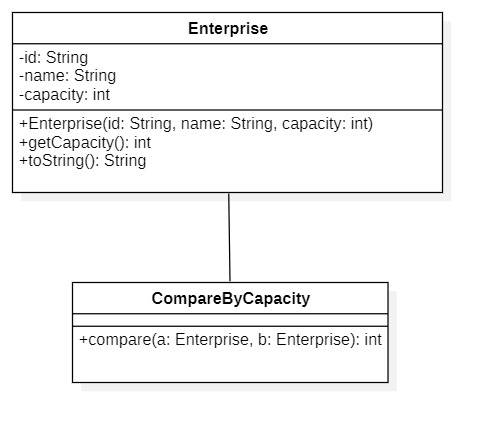 Enterprise
-id: String
-name: String
-capacity: int
+Enterprise(id: String, name: String, capacity: int)
+getCapacity(): int
+toString(): String
CompareByCapacity
+compare(a: Enterprise, b: Enterprise): int